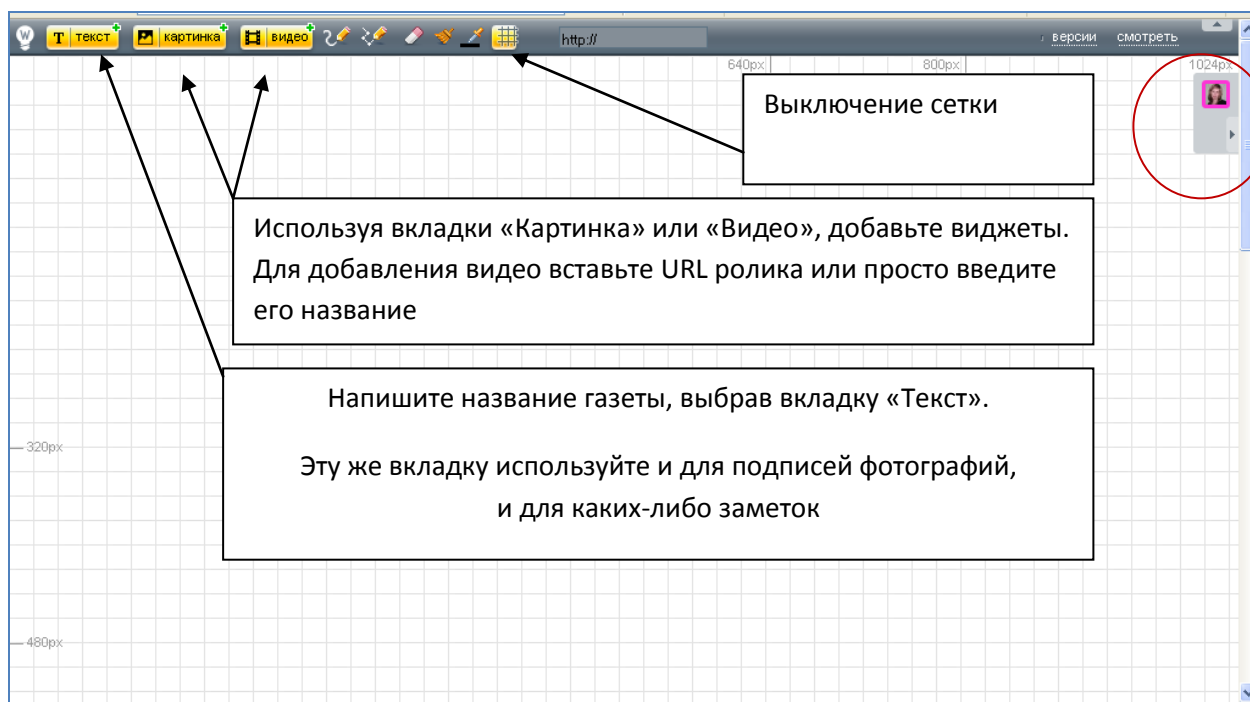 W
T текст картинка видео http:// версии смотреть
640px 800px 1024px
Выключение сетки
Используя вкладки «Картинка» или «Видео», добавьте виджеты.
Для добавления видео вставьте URL ролика или просто введите
его название
Напишите название газеты, выбрав вкладку «Текст».
320px
Эту же вкладку используйте и для подписей фотографий,
и для каких-либо заметок
480px